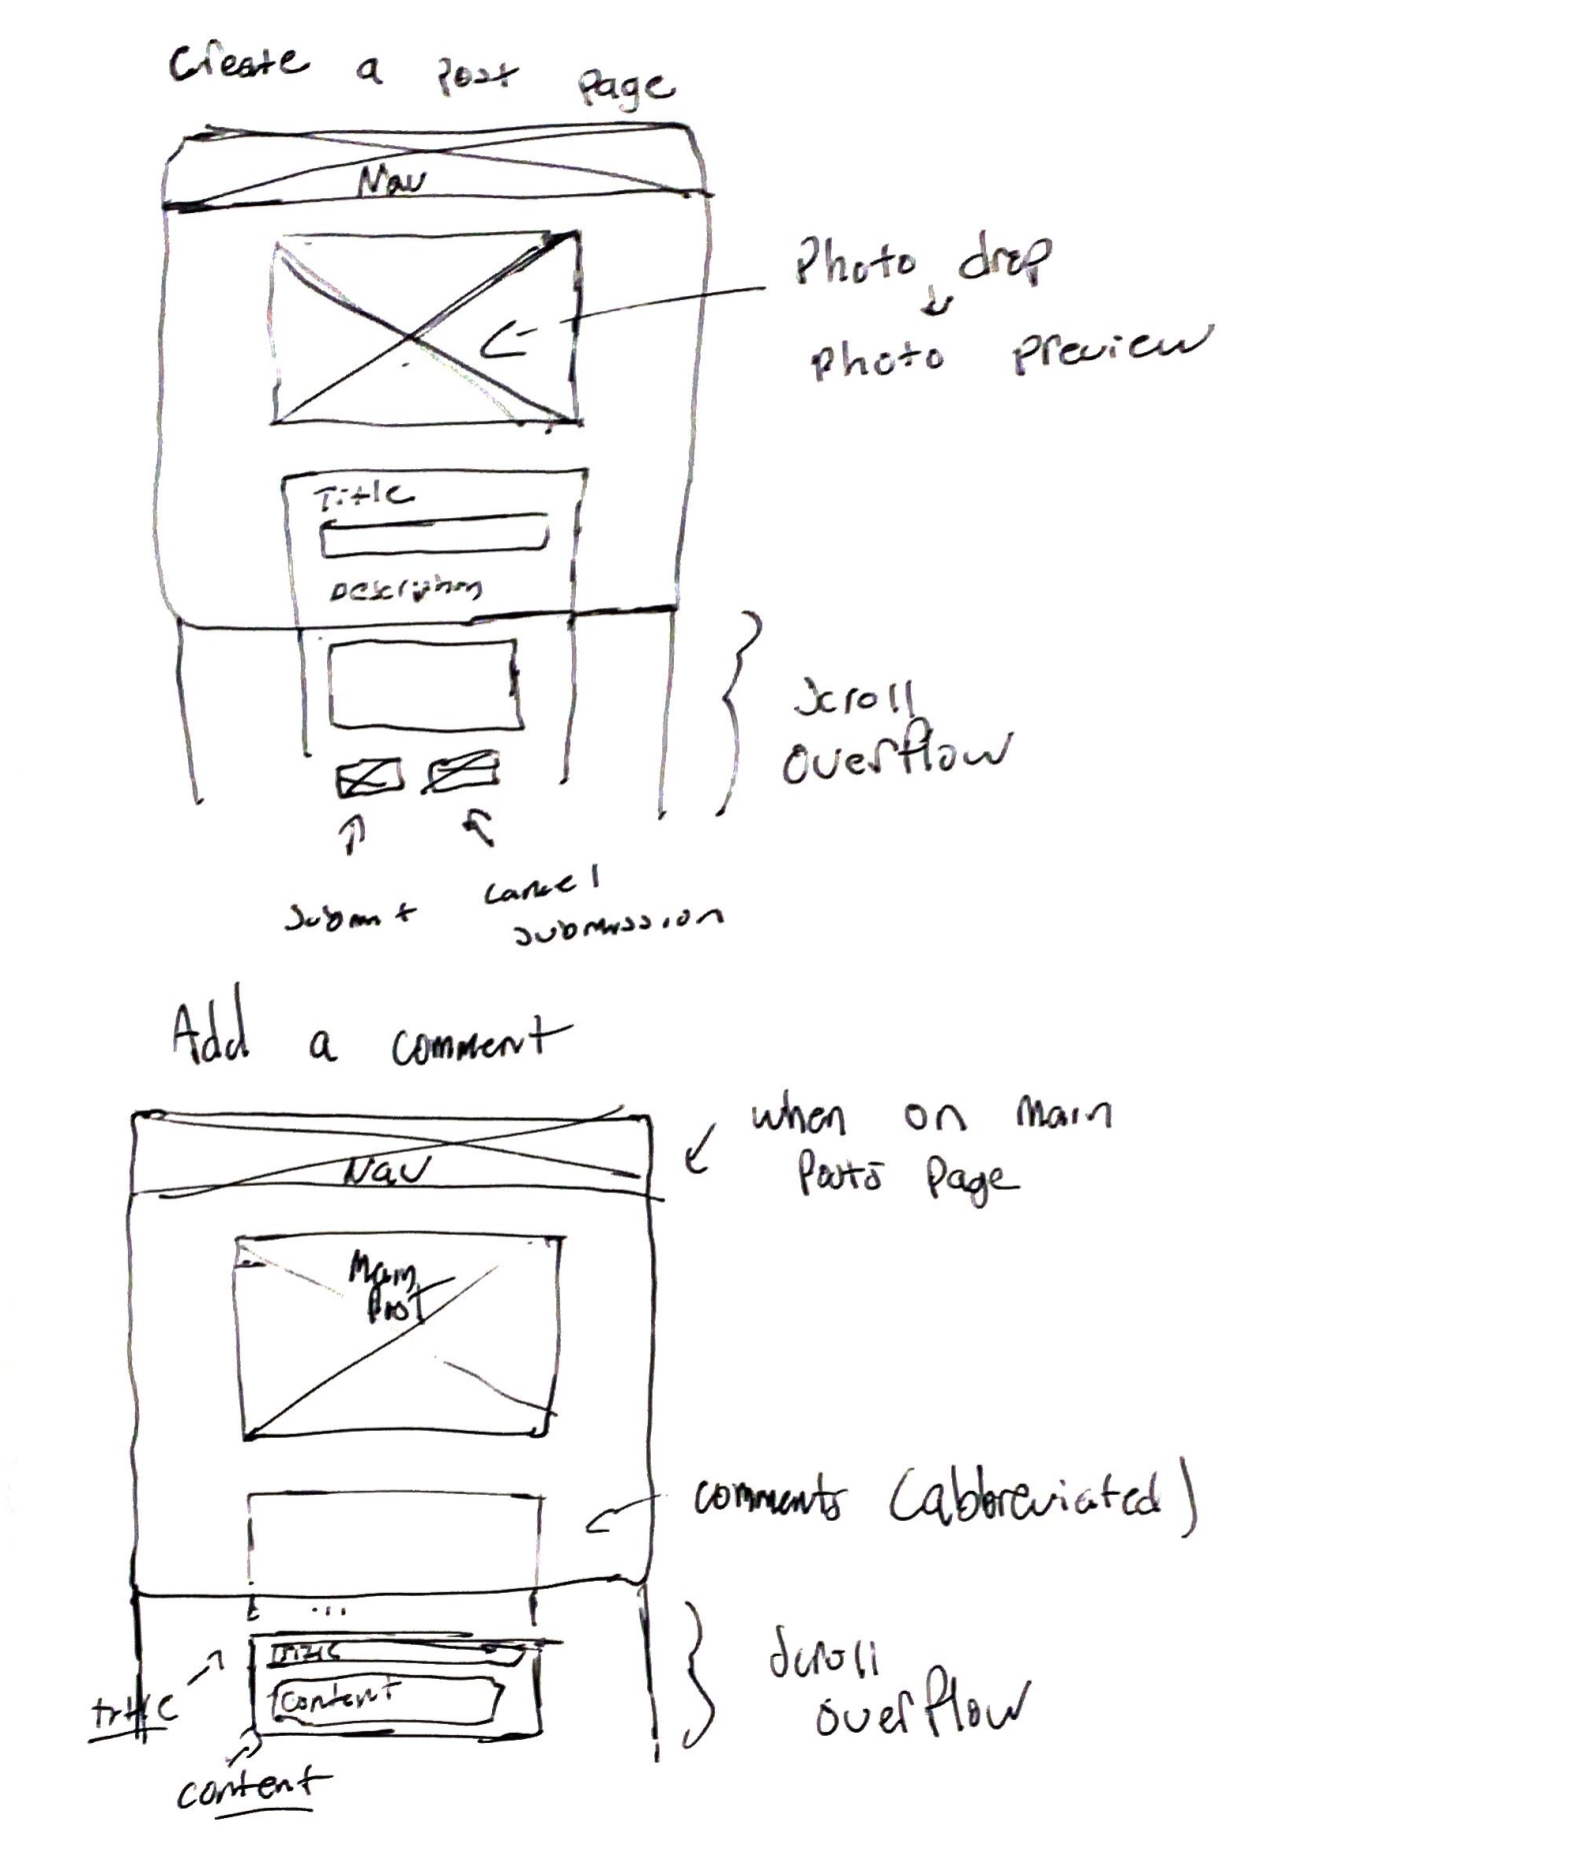 Create a Post Page
Nav
Photo drop
photo preview
Title
Description
Scroll
overflow
Submit
Cancel
submission
Add a comment
Nav
when on Main
Posts Page
Main
Post
comments (abbreviated)
...
title
content
title
content
Scroll
overflow